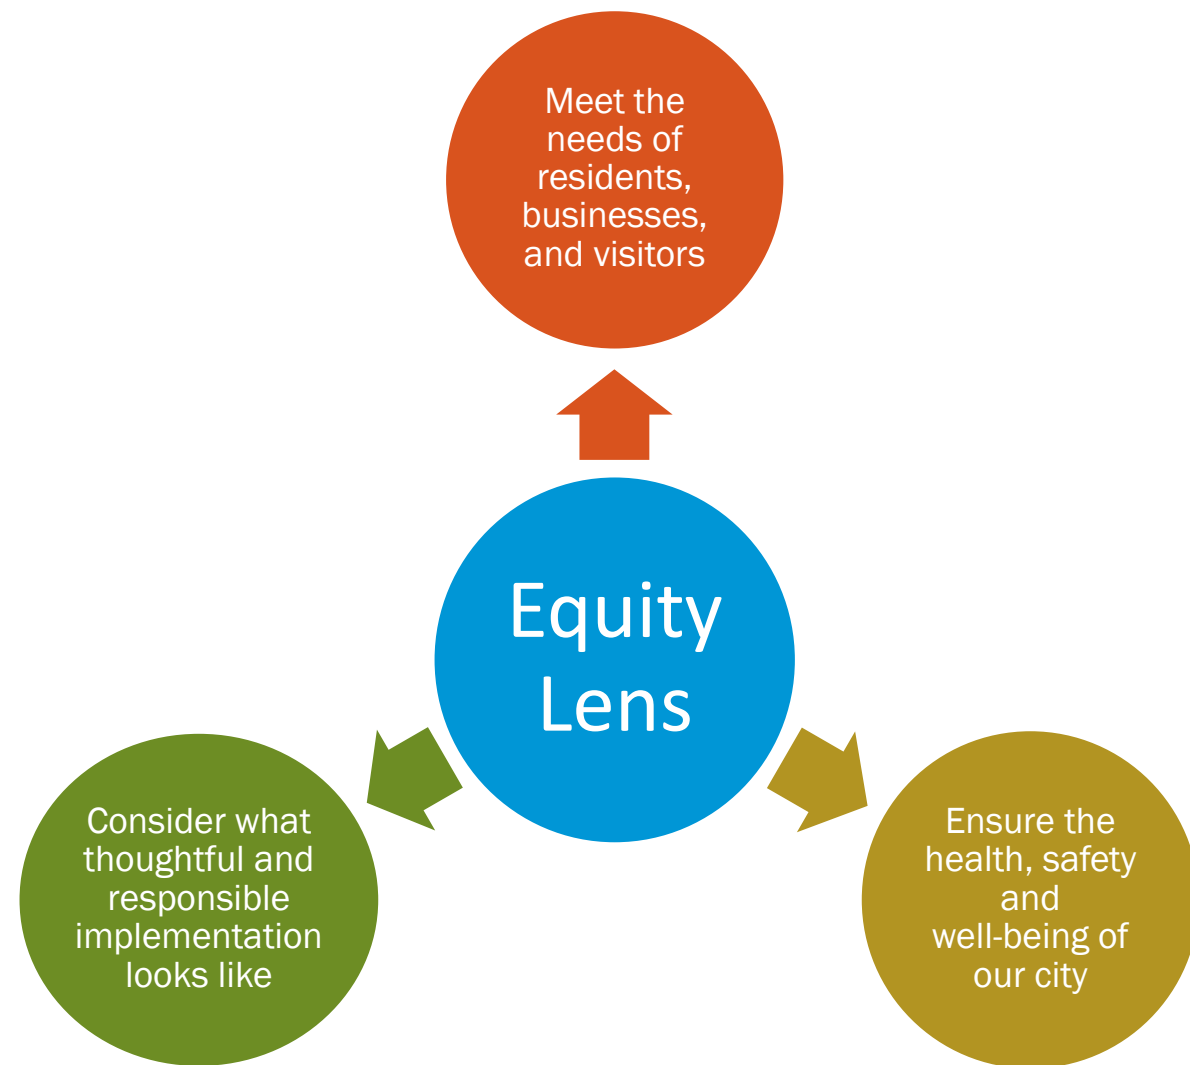 Meet the
needs of
residents,
businesses,
and visitors
Equity
Lens
Consider what
thoughtful and
responsible
implementation
looks like
Ensure the
health, safety
and
well-being of
our city